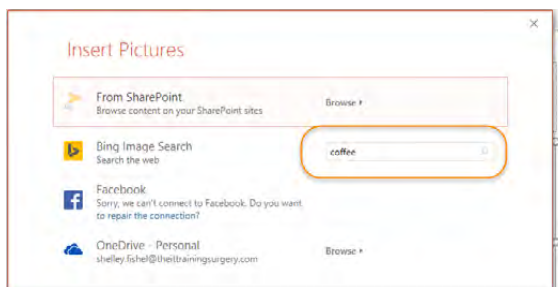 Insert Pictures
From SharePoint
Browse content on your SharePoint sites
Browse
Bing Image Search
Search the web
coffee
Facebook
Sorry, we can't connect to Facebook. Do you want
to repair the connection?
OneDrive - Personal
shelley.fishel@theittrainingsurgery.com
Browse